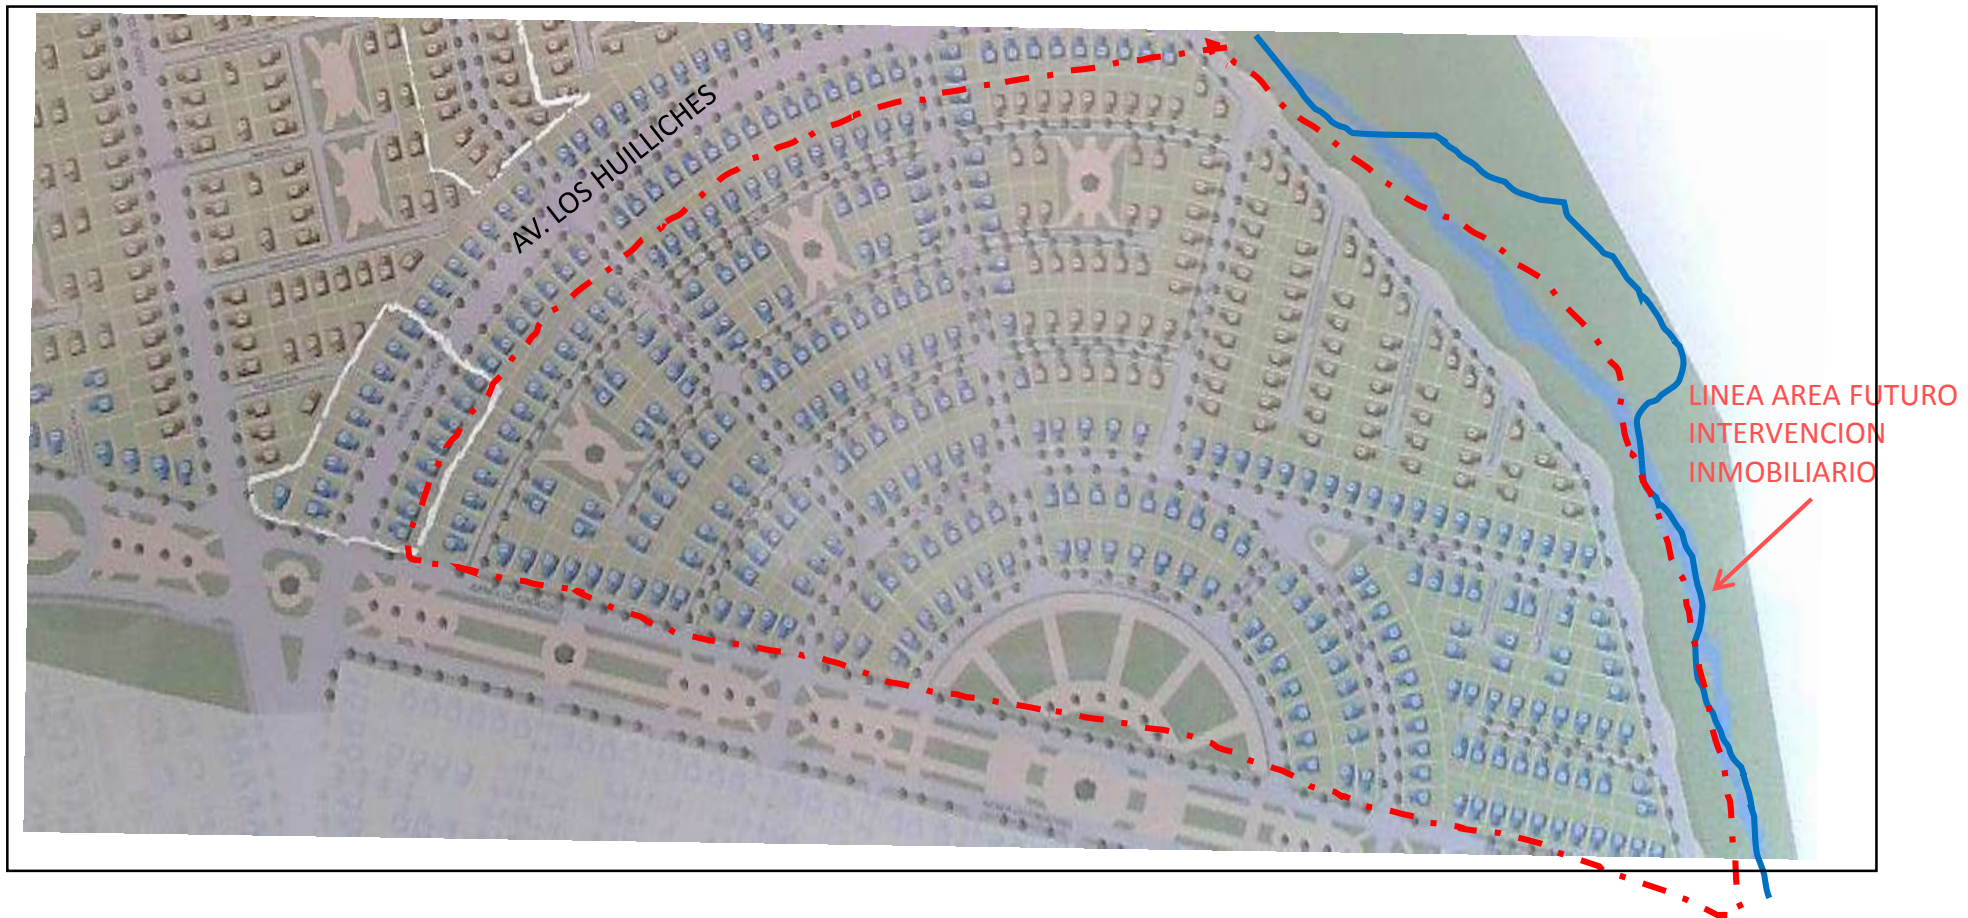 AV. LOS HUILLICHES
LINEA AREA FUTURO
INTERVENCION
INMOBILIARIO